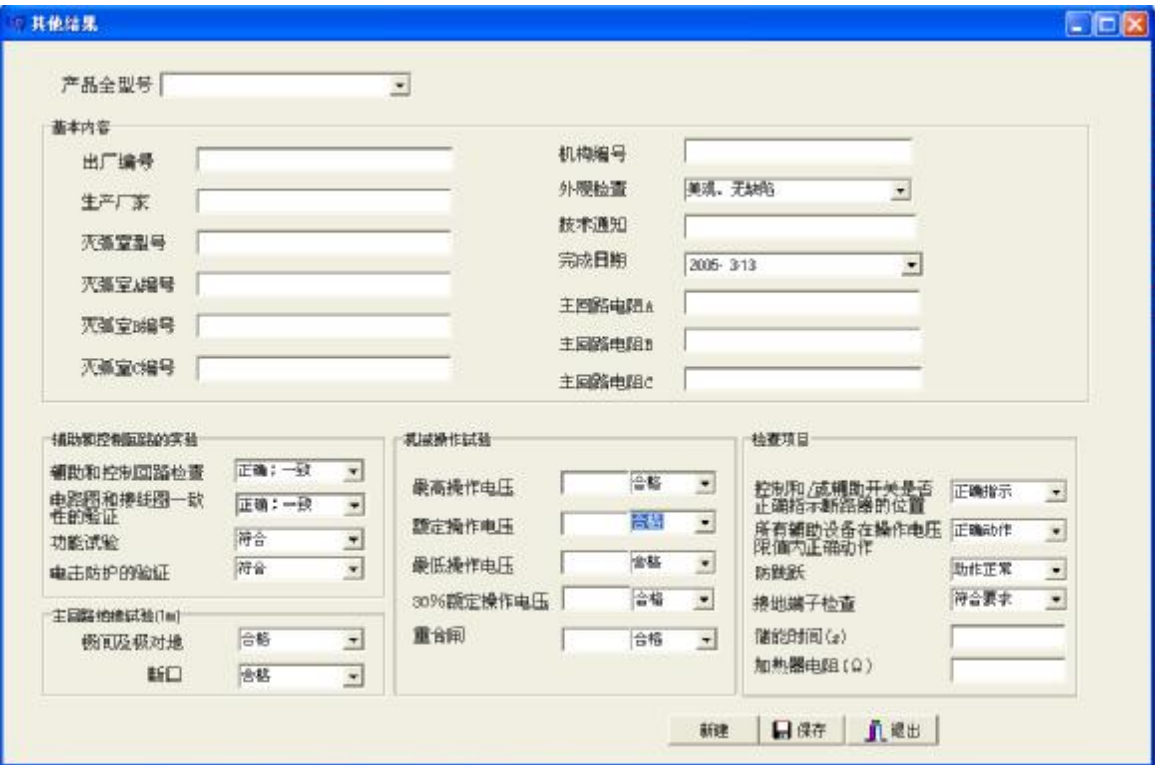 其他结果
产品全型号
基本内容
出厂编号
机构编号
生产厂家
外观检查
美观、无缺陷
灭弧室型号
技术通知
灭弧室A编号
完成日期
2005- 3-13
灭弧室B编号
主回路电阻A
灭弧室C编号
主回路电阻B
主回路电阻C
辅助和控制回路的实验
辅助和控制回路检查
正确;一致
电路图和接线图一致
性的验证
正确;一致
功能试验
符合
电击防护的验证
符合
主回路绝缘试验(1m)
极间及极对地
合格
断口
合格
机械操作试验
最高操作电压
合格
额定操作电压
合格
最低操作电压
合格
30%额定操作电压
合格
重合闸
合格
检查项目
控制和/或辅助开关是否
正确指示断路器的位置
正确指示
所有辅助设备在操作电压
限值内正确动作
正确动作
防跳跃
动作正常
接地端子检查
符合要求
储能时间(s)
加热器电阻(Ω)
新建
保存
退出